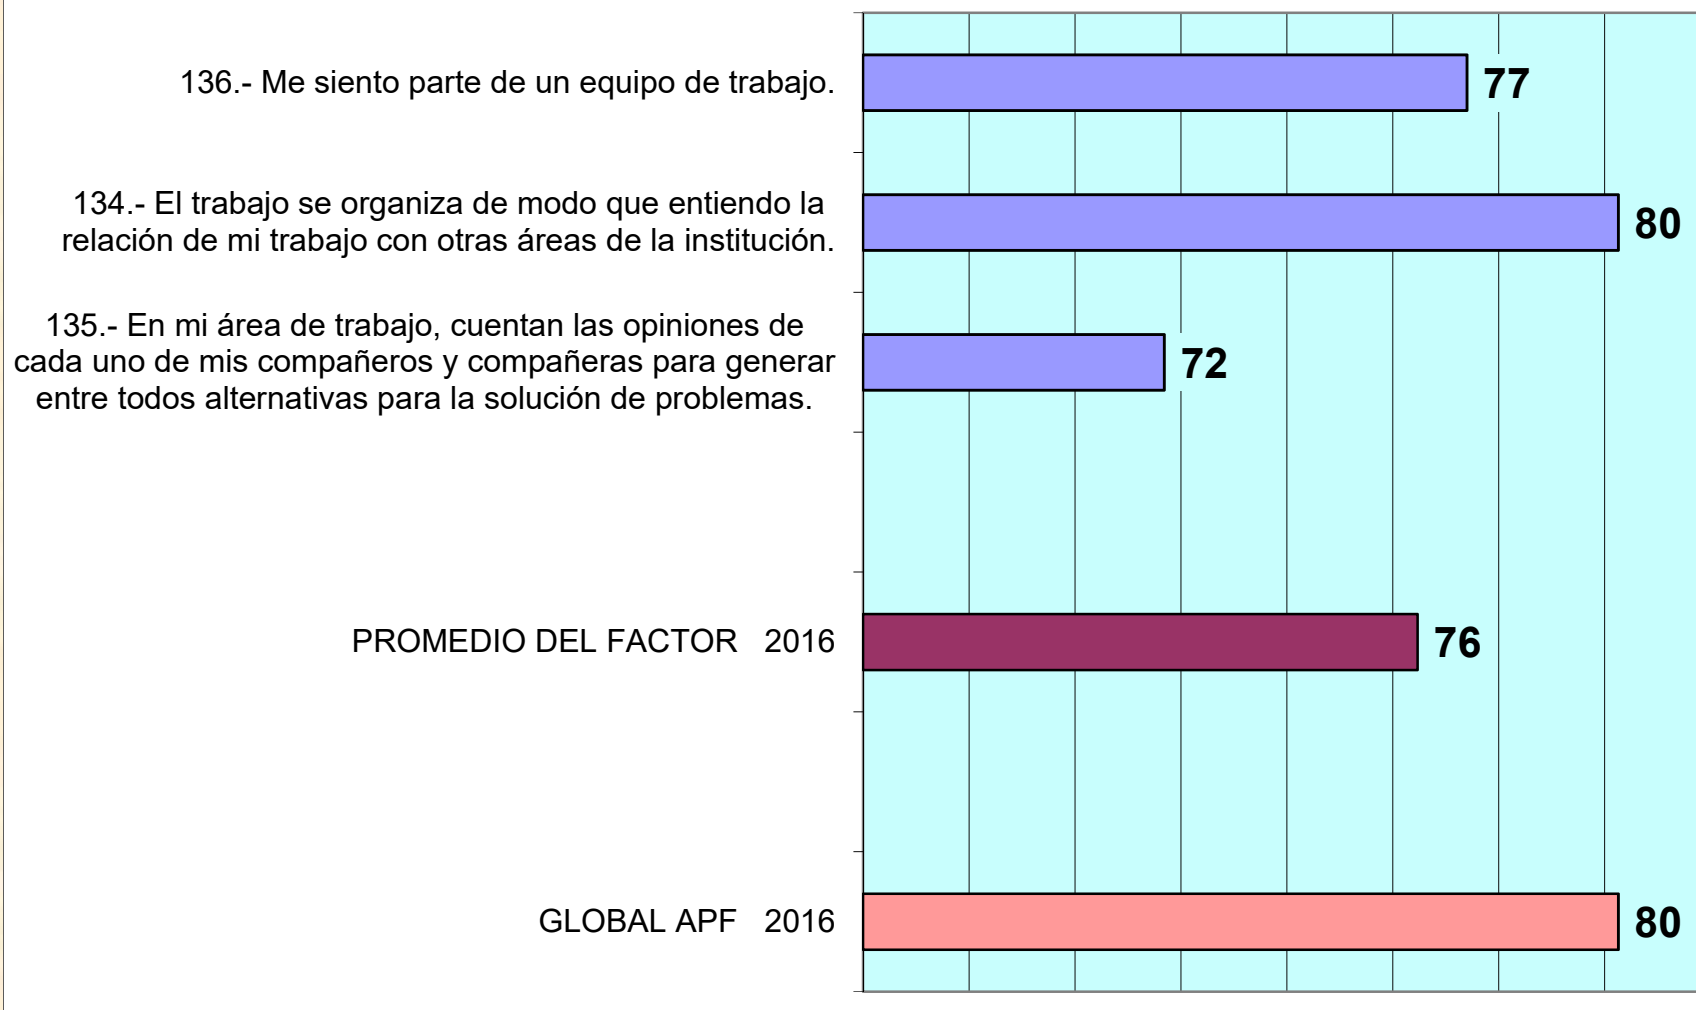 136.- Me siento parte de un equipo de trabajo.
77
134.- El trabajo se organiza de modo que entiendo la
relación de mi trabajo con otras áreas de la institución.
80
135.- En mi área de trabajo, cuentan las opiniones de
cada uno de mis compañeros y compañeras para generar
entre todos alternativas para la solución de problemas.
72
PROMEDIO DEL FACTOR 2016
76
GLOBAL APF 2016
80